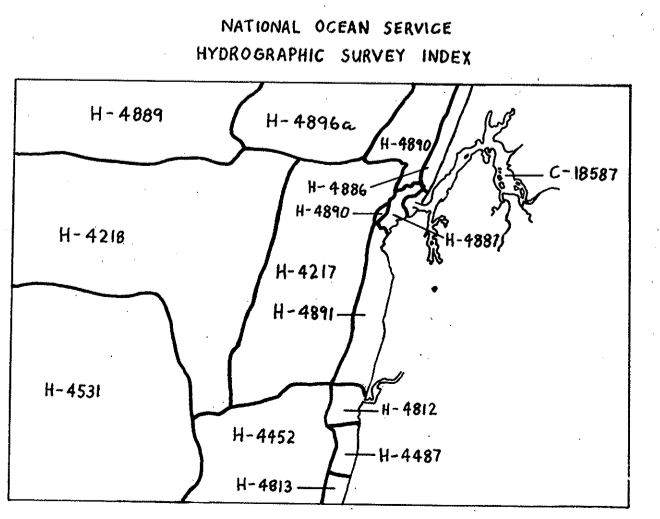 NATIONAL OCEAN SERVICE
HYDROGRAPHIC SURVEY INDEX
H-4889
H-4896a
H-4890
C-18587
H-4886
H-4890
H-4218
H-4887
H-4217
H-4891
H-4531
H-4812
H-4452
H-4487
H-4813